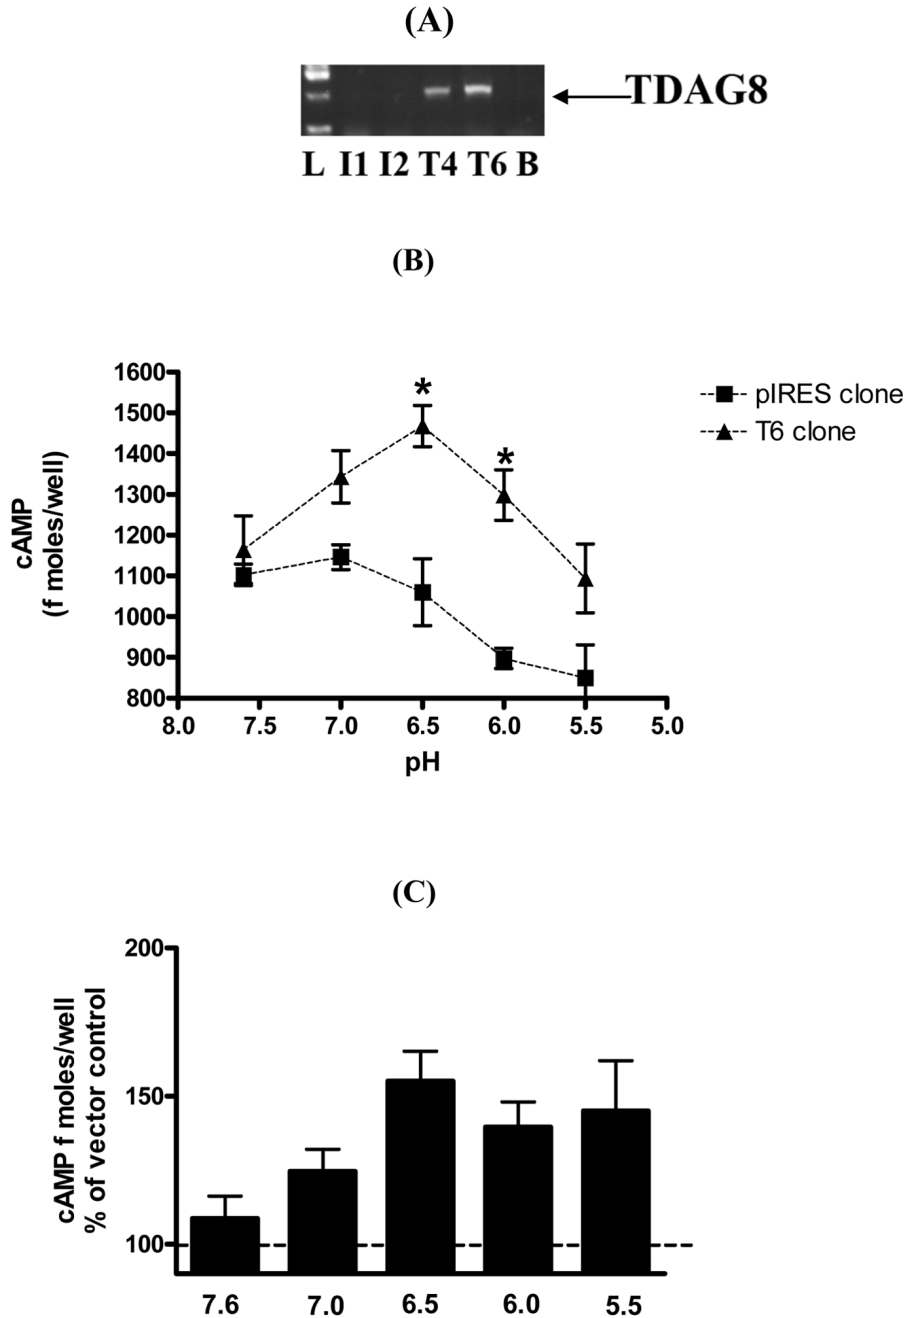 (A)
TDAG8
L I1 I2 T4 T6 B
(B)
1600
1500
1400
1300
1200
1100
1000
900
800
cAMP
(f moles/well)
* *
pIRES clone
T6 clone
8.0 7.5 7.0 6.5 6.0 5.5 5.0
pH
(C)
200
150
100
cAMP f moles/well
% of vector control
7.6 7.0 6.5 6.0 5.5